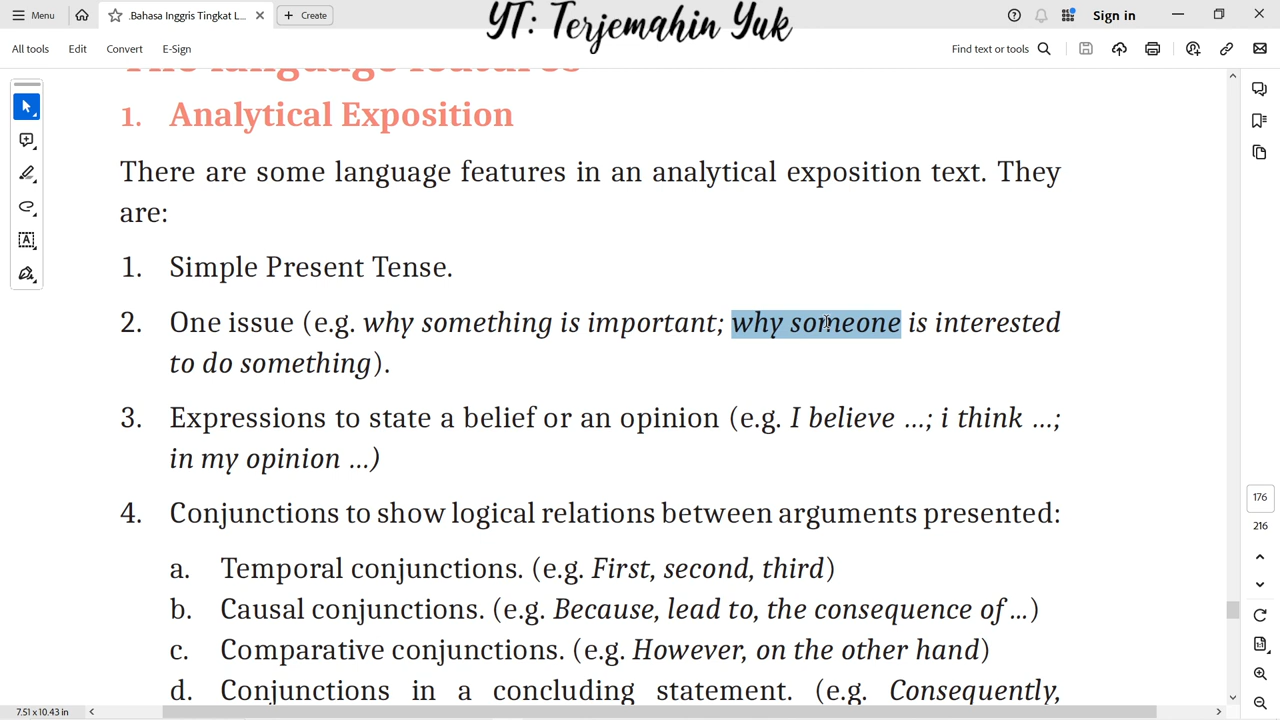 Menu
.Bahasa Inggris Tingkat L...
Create
YT: Terjemahin Yuk
Sign in
All tools
Edit
Convert
E-Sign
Find text or tools
The language features
1. Analytical Exposition
There are some language features in an analytical exposition text. They
are:
1. Simple Present Tense.
2. One issue (e.g. why something is important; why someone is interested
to do something).
3. Expressions to state a belief or an opinion (e.g. I believe ...; i think ...;
in my opinion ...)
4. Conjunctions to show logical relations between arguments presented:
a. Temporal conjunctions. (e.g. First, second, third)
b. Causal conjunctions. (e.g. Because, lead to, the consequence of ...)
c. Comparative conjunctions. (e.g. However, on the other hand)
d. Conjunctions in a concluding statement. (e.g. Consequently,
176
216
7.51 x 10.43 in